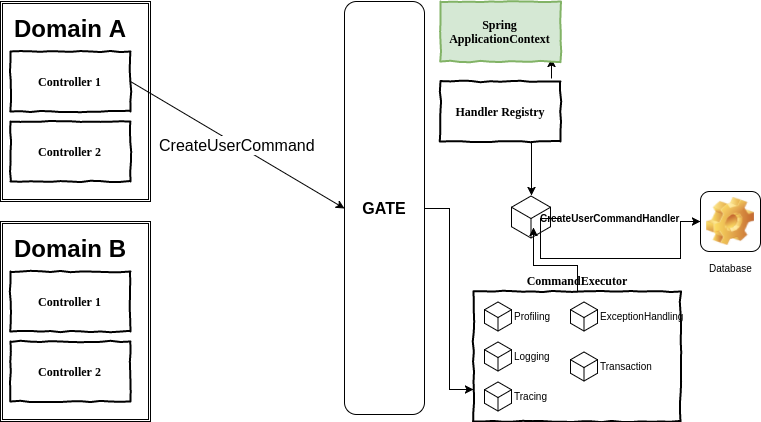 Domain A
Controller 1
Controller 2
CreateUserCommand
Domain B
Controller 1
Controller 2
GATE
Spring
ApplicationContext
Handler Registry
CreateUserCommandHandler
Database
CommandExecutor
Profiling
ExceptionHandling
Logging
Transaction
Tracing